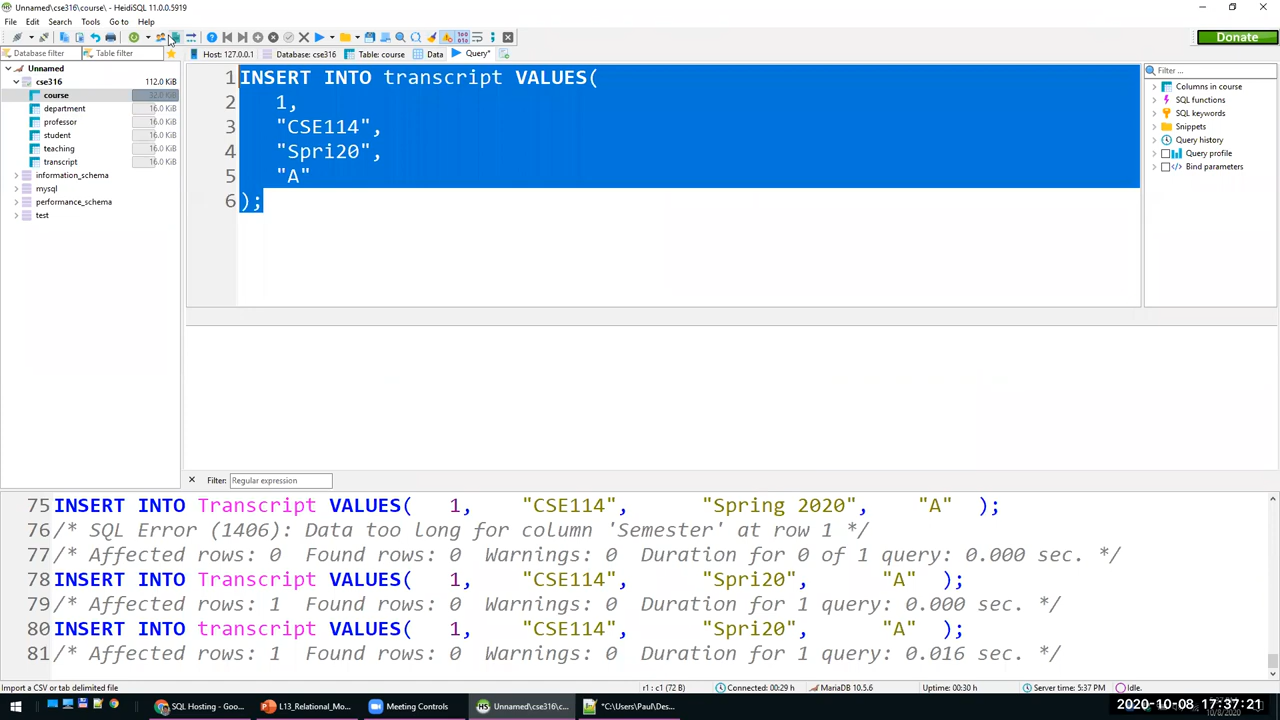 Unnamed\cse316\course\ - HeidiSQL 11.0.0.5919
File Edit Search Tools Go to Help
Donate
Database filter Table filter
Host: 127.0.0.1 Database: cse316 Table: course Data Query*
Unnamed
cse316 112.0 KiB
course 32.0 KiB
department 16.0 KiB
professor 16.0 KiB
student 16.0 KiB
teaching 16.0 KiB
transcript 16.0 KiB
information_schema
mysql
performance_schema
test
1 INSERT INTO transcript VALUES(
2 1,
3 "CSE114",
4 "Spri20",
5 "A"
6 );
Filter ...
Columns in course
SQL functions
SQL keywords
Snippets
Query history
Query profile
Bind parameters
Filter: Regular expression
75 INSERT INTO Transcript VALUES( 1, "CSE114", "Spring 2020", "A" );
76 /* SQL Error (1406): Data too long for column 'Semester' at row 1 */
77 /* Affected rows: 0 Found rows: 0 Warnings: 0 Duration for 0 of 1 query: 0.000 sec. */
78 INSERT INTO Transcript VALUES( 1, "CSE114", "Spri20", "A" );
79 /* Affected rows: 1 Found rows: 0 Warnings: 0 Duration for 1 query: 0.000 sec. */
80 INSERT INTO transcript VALUES( 1, "CSE114", "Spri20", "A" );
81 /* Affected rows: 1 Found rows: 0 Warnings: 0 Duration for 1 query: 0.016 sec. */
Import a CSV or tab delimited file r1 : c1 (72 B) Connected: 00:29 h MariaDB 10.5.6 Uptime: 00:30 h Server time: 5:37 PM Idle.
SQL Hosting - Goo... L13_Relational_Mo... Meeting Controls Unnamed\cse316\c... *C:\Users\Paul\Des... 2020-10-08 17:37:21